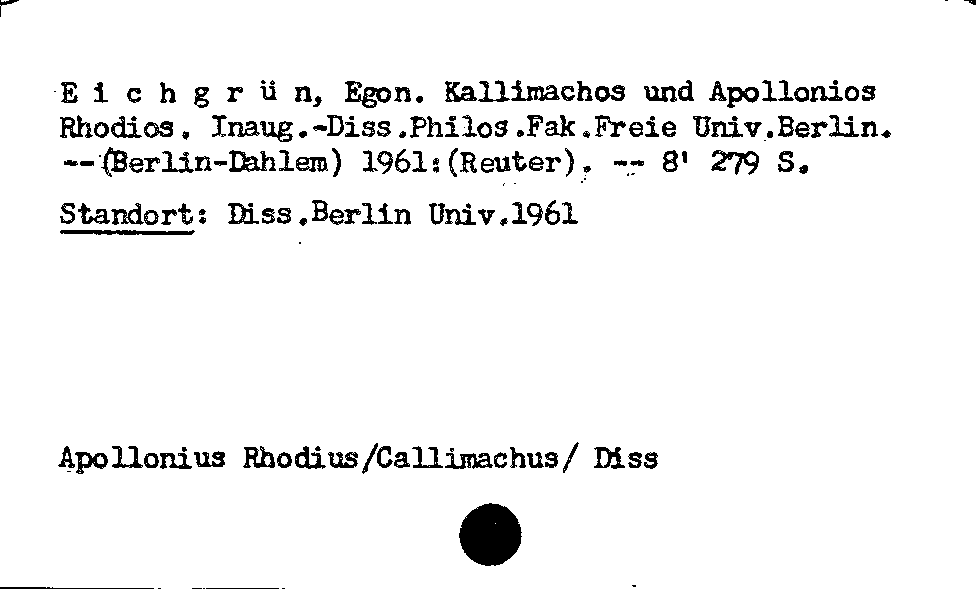 E i c h g r ü n, Egon. Kallimachos und Apollonios
Rhodios. Inaug.-Diss.Philos.Fak.Freie Univ.Berlin.
--(Berlin-Dahlem) 1961:(Reuter). -- 8' 279 S.
Standort: Diss.Berlin Univ.1961
Apollonius Rhodius/Callimachus/ Diss